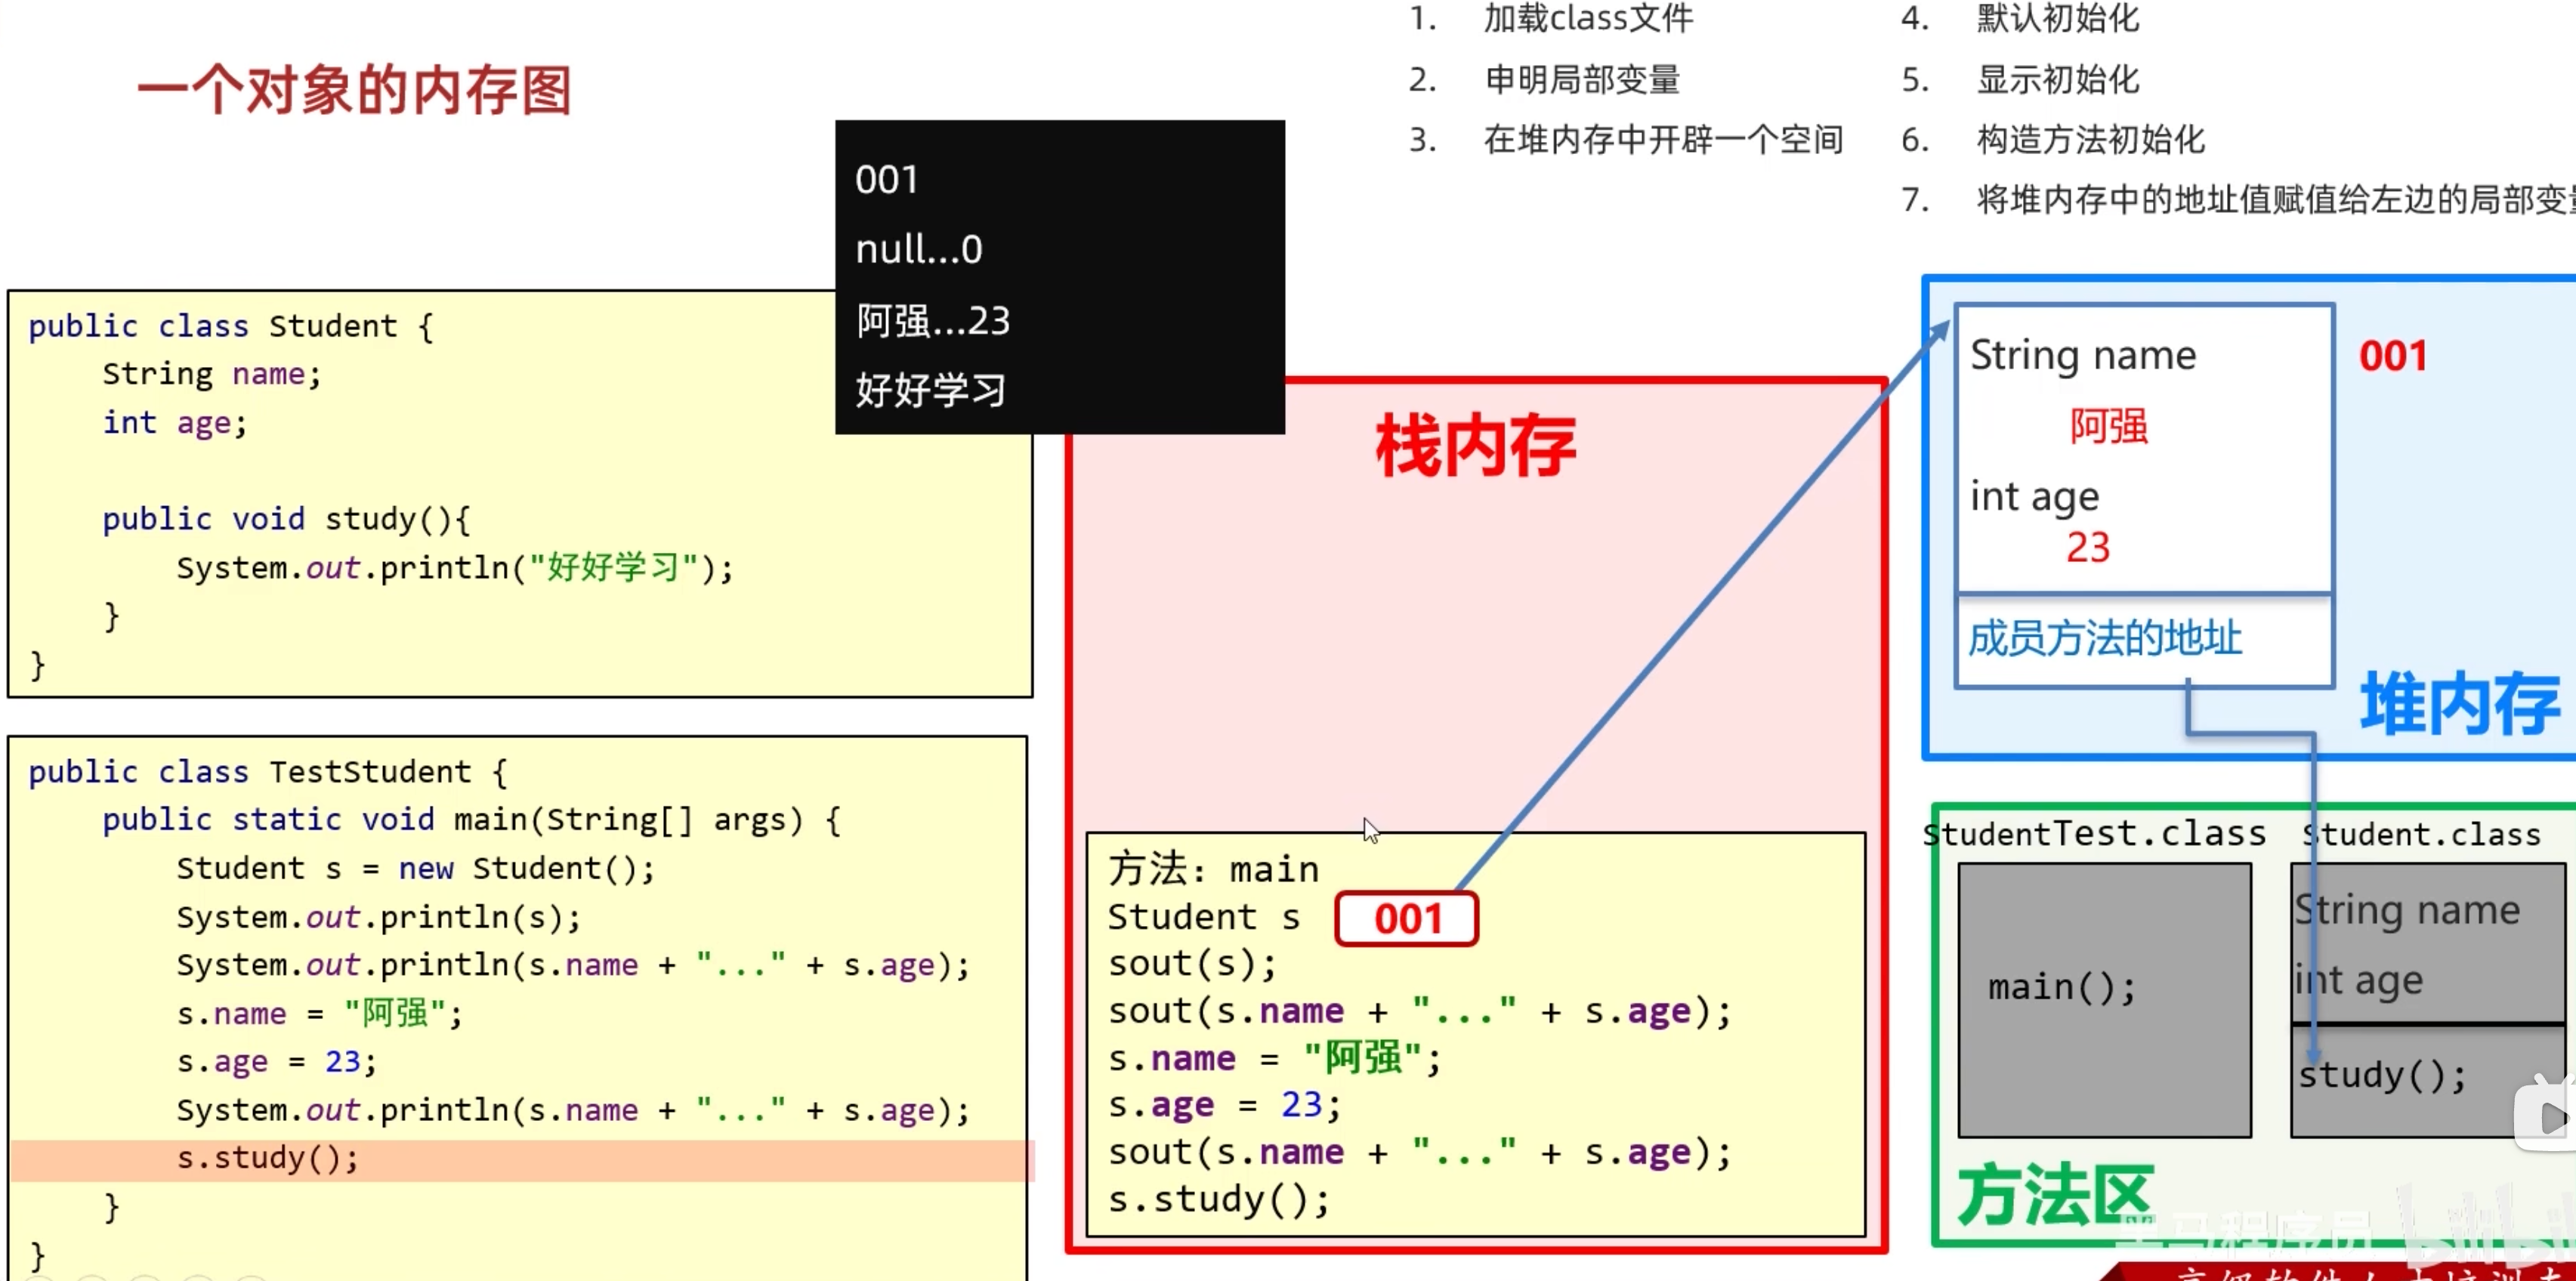 一个对象的内存图
1. 加载class文件
2. 申明局部变量
3. 在堆内存中开辟一个空间
4. 默认初始化
5. 显示初始化
6. 构造方法初始化
7. 将堆内存中的地址值赋值给左边的局部变量
001
null...0
阿强...23
好好学习
public class Student {
String name;
int age;
public void study(){
System.out.println("好好学习");
}
}
public class TestStudent {
public static void main(String[] args) {
Student s = new Student();
System.out.println(s);
System.out.println(s.name + "..." + s.age);
s.name = "阿强";
s.age = 23;
System.out.println(s.name + "..." + s.age);
s.study();
}
}
栈内存
方法：main
Student s 001
sout(s);
sout(s.name + "..." + s.age);
s.name = "阿强";
s.age = 23;
sout(s.name + "..." + s.age);
s.study();
String name
阿强
int age
23
成员方法的地址
001
堆内存
StudentTest.class
main();
Student.class
String name
int age
study();
方法区
黑马程序员